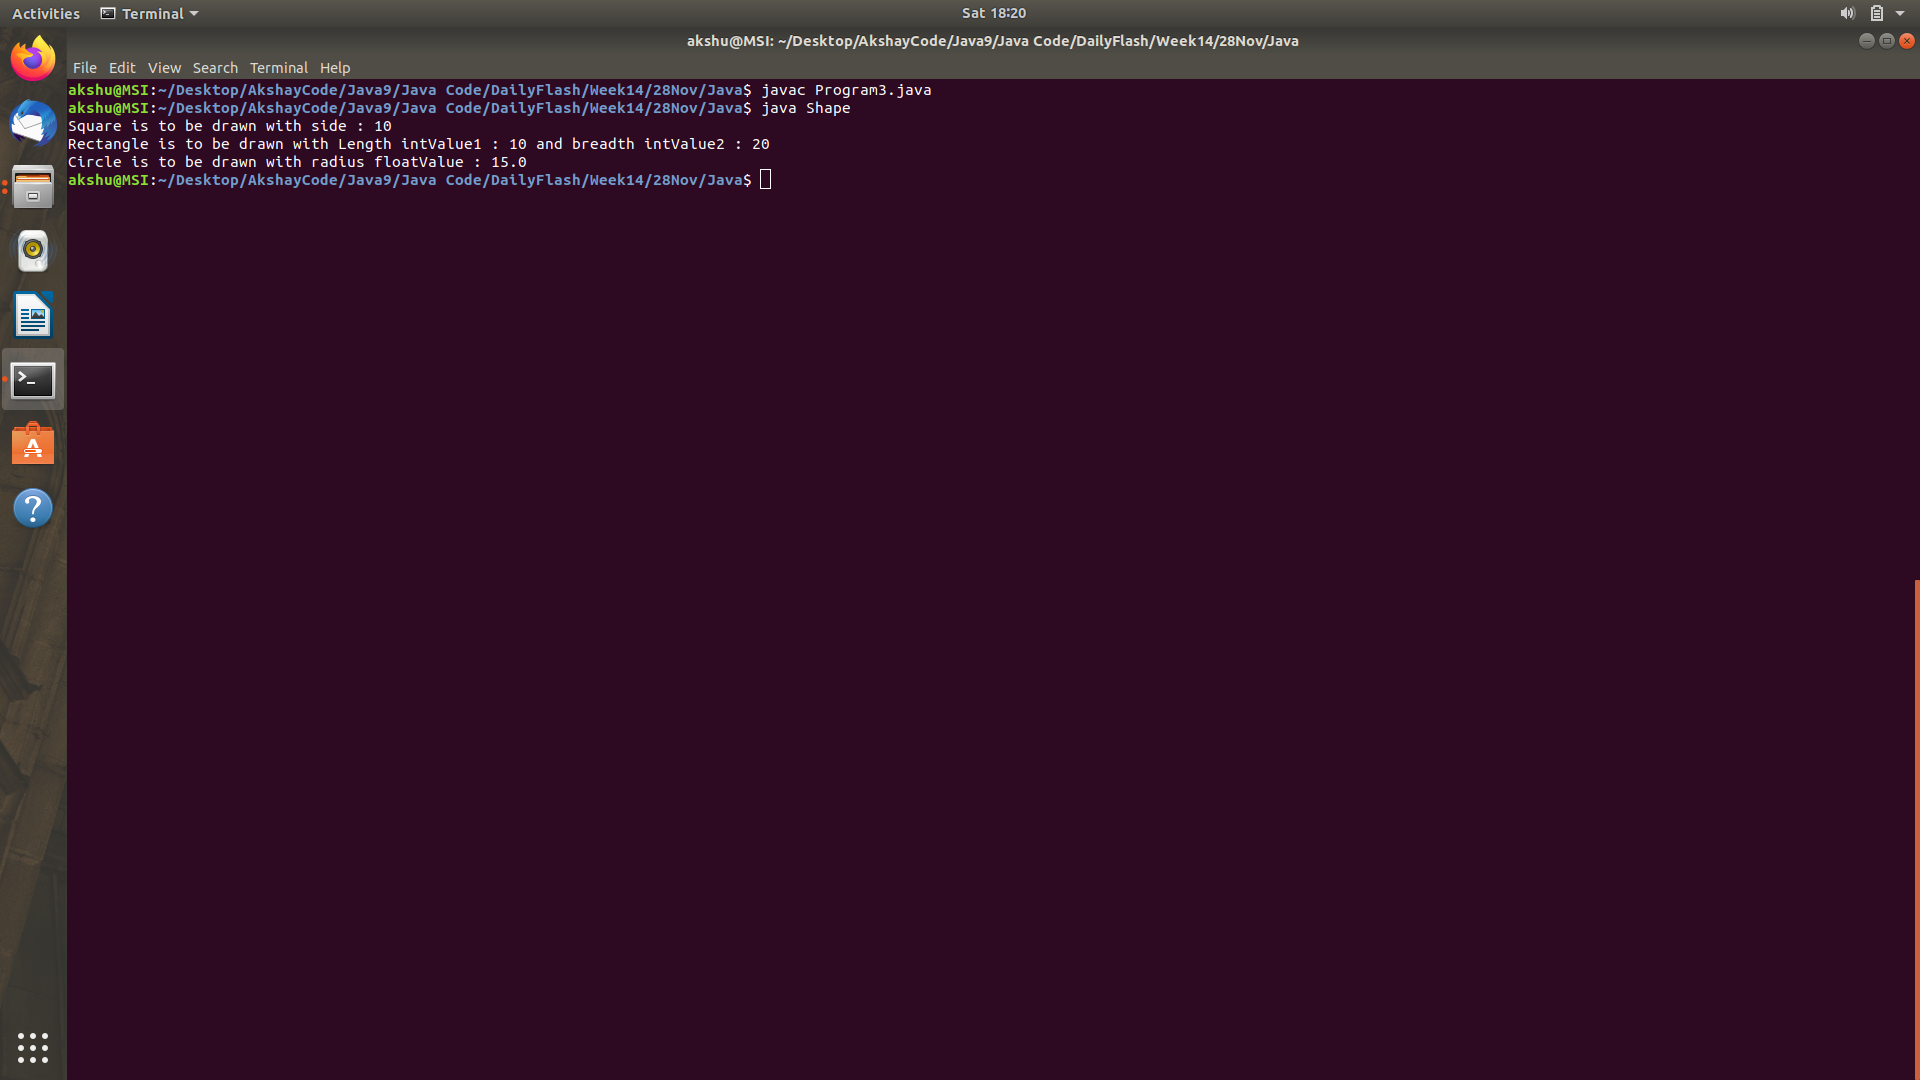 Activities Terminal Sat 18:20
akshu@MSI: ~/Desktop/AkshayCode/Java9/Java Code/DailyFlash/Week14/28Nov/Java
File Edit View Search Terminal Help
akshu@MSI:~/Desktop/AkshayCode/Java9/Java Code/DailyFlash/Week14/28Nov/Java$ javac Program3.java
akshu@MSI:~/Desktop/AkshayCode/Java9/Java Code/DailyFlash/Week14/28Nov/Java$ java Shape
Square is to be drawn with side : 10
Rectangle is to be drawn with Length intValue1 : 10 and breadth intValue2 : 20
Circle is to be drawn with radius floatValue : 15.0
akshu@MSI:~/Desktop/AkshayCode/Java9/Java Code/DailyFlash/Week14/28Nov/Java$